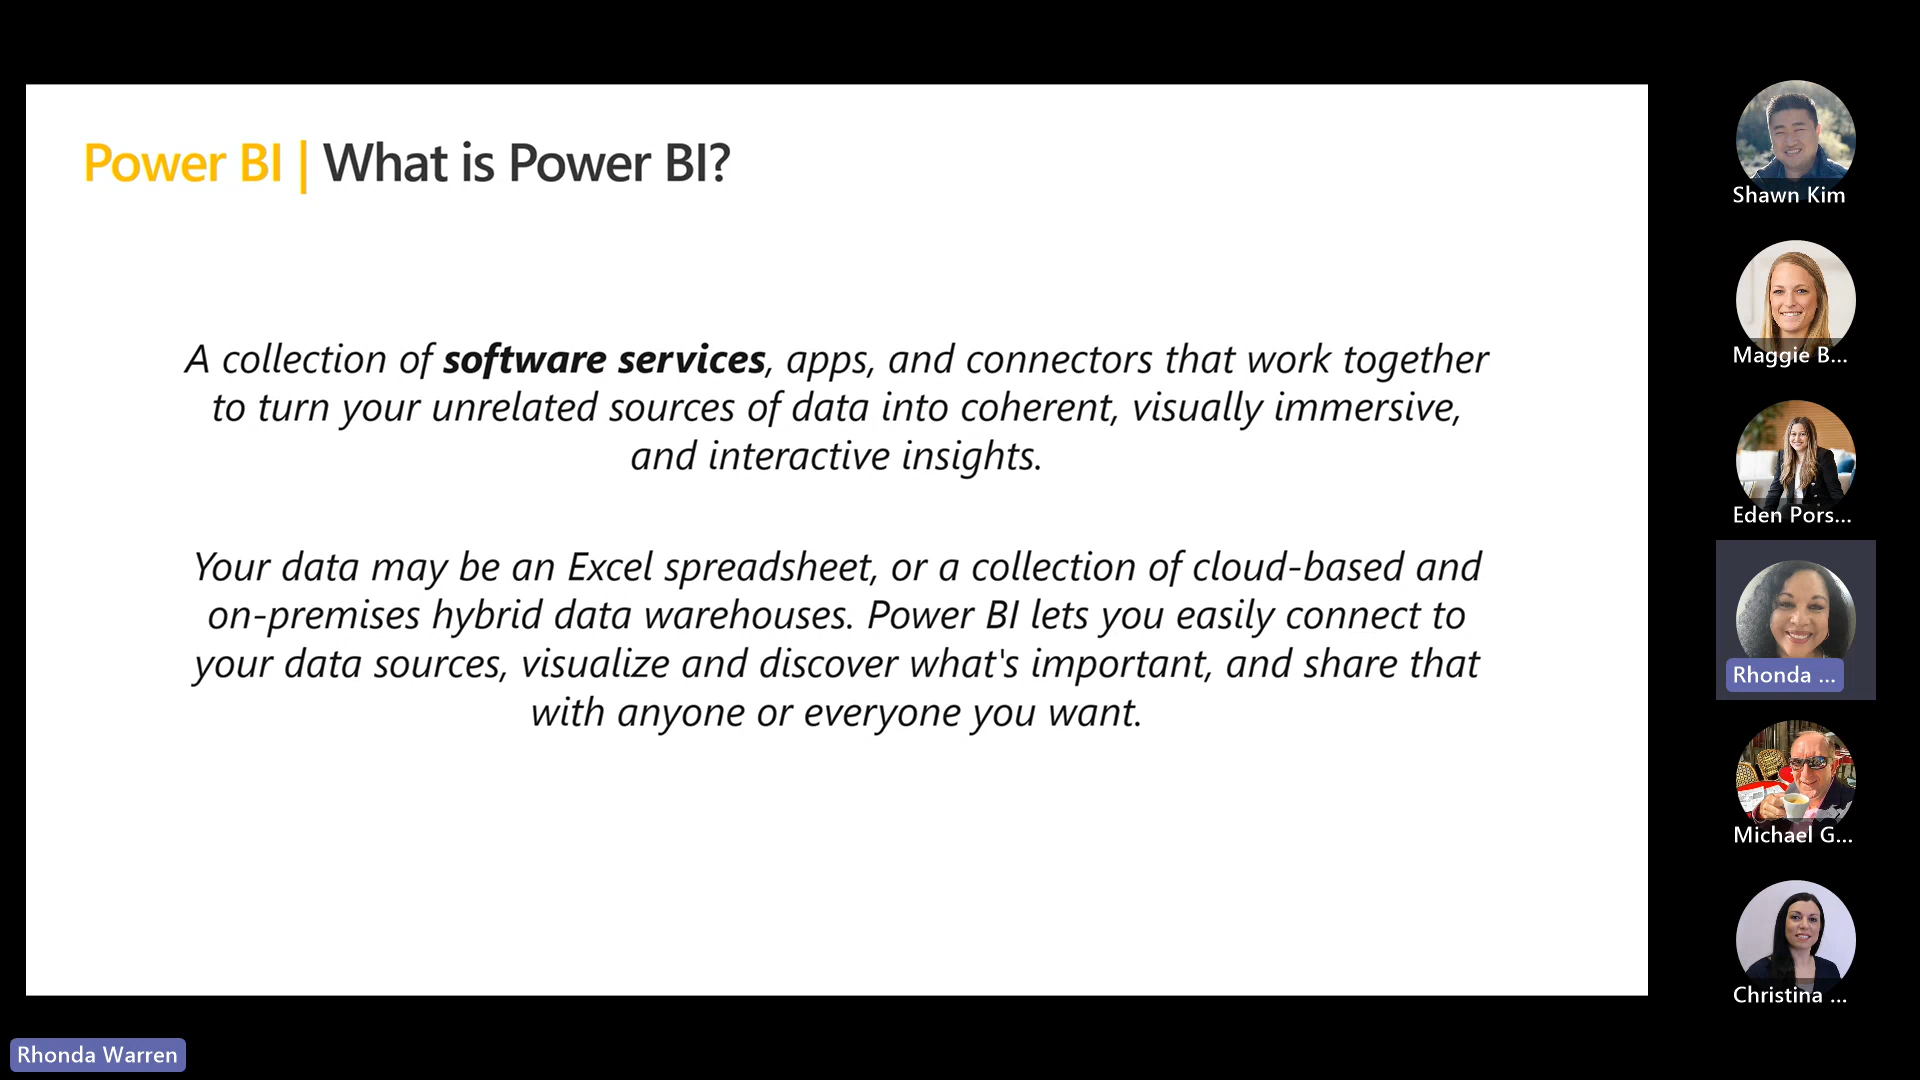 Power BI | What is Power BI?
A collection of software services, apps, and connectors that work together
to turn your unrelated sources of data into coherent, visually immersive,
and interactive insights.
Your data may be an Excel spreadsheet, or a collection of cloud-based and
on-premises hybrid data warehouses. Power BI lets you easily connect to
your data sources, visualize and discover what's important, and share that
with anyone or everyone you want.
Shawn Kim
Maggie B...
Eden Pors...
Rhonda ...
Michael G...
Christina ...
Rhonda Warren